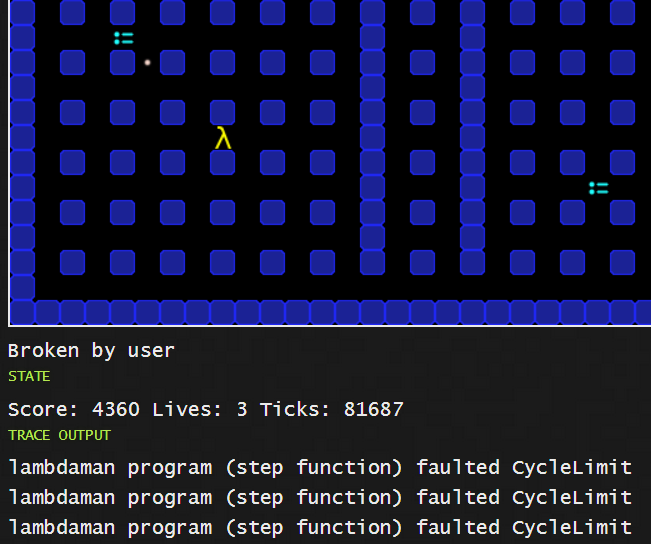 λ
Broken by user
STATE
Score: 4360 Lives: 3 Ticks: 81687
TRACE OUTPUT
lambdaman program (step function) faulted CycleLimit
lambdaman program (step function) faulted CycleLimit
lambdaman program (step function) faulted CycleLimit